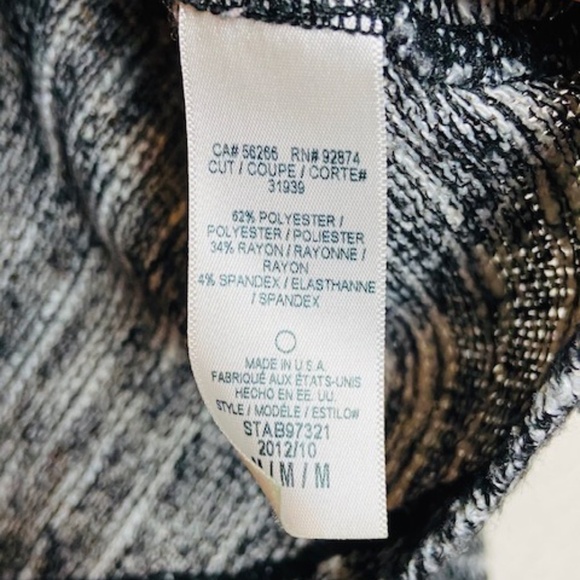 CA# 56266 RN# 92874
CUT / COUPE / CORTE#
31939
62% POLYESTER /
POLYESTER / POLIESTER
34% RAYON / RAYONNE /
RAYON
4% SPANDEX / ELASTHANNE
/ SPANDEX
MADE IN U.S.A.
FABRIQUÉ AUX ÉTATS-UNIS
HECHO EN EE. UU.
STYLE / MODÈLE / ESTILO#
STAB97321
2012/10
M / M / M